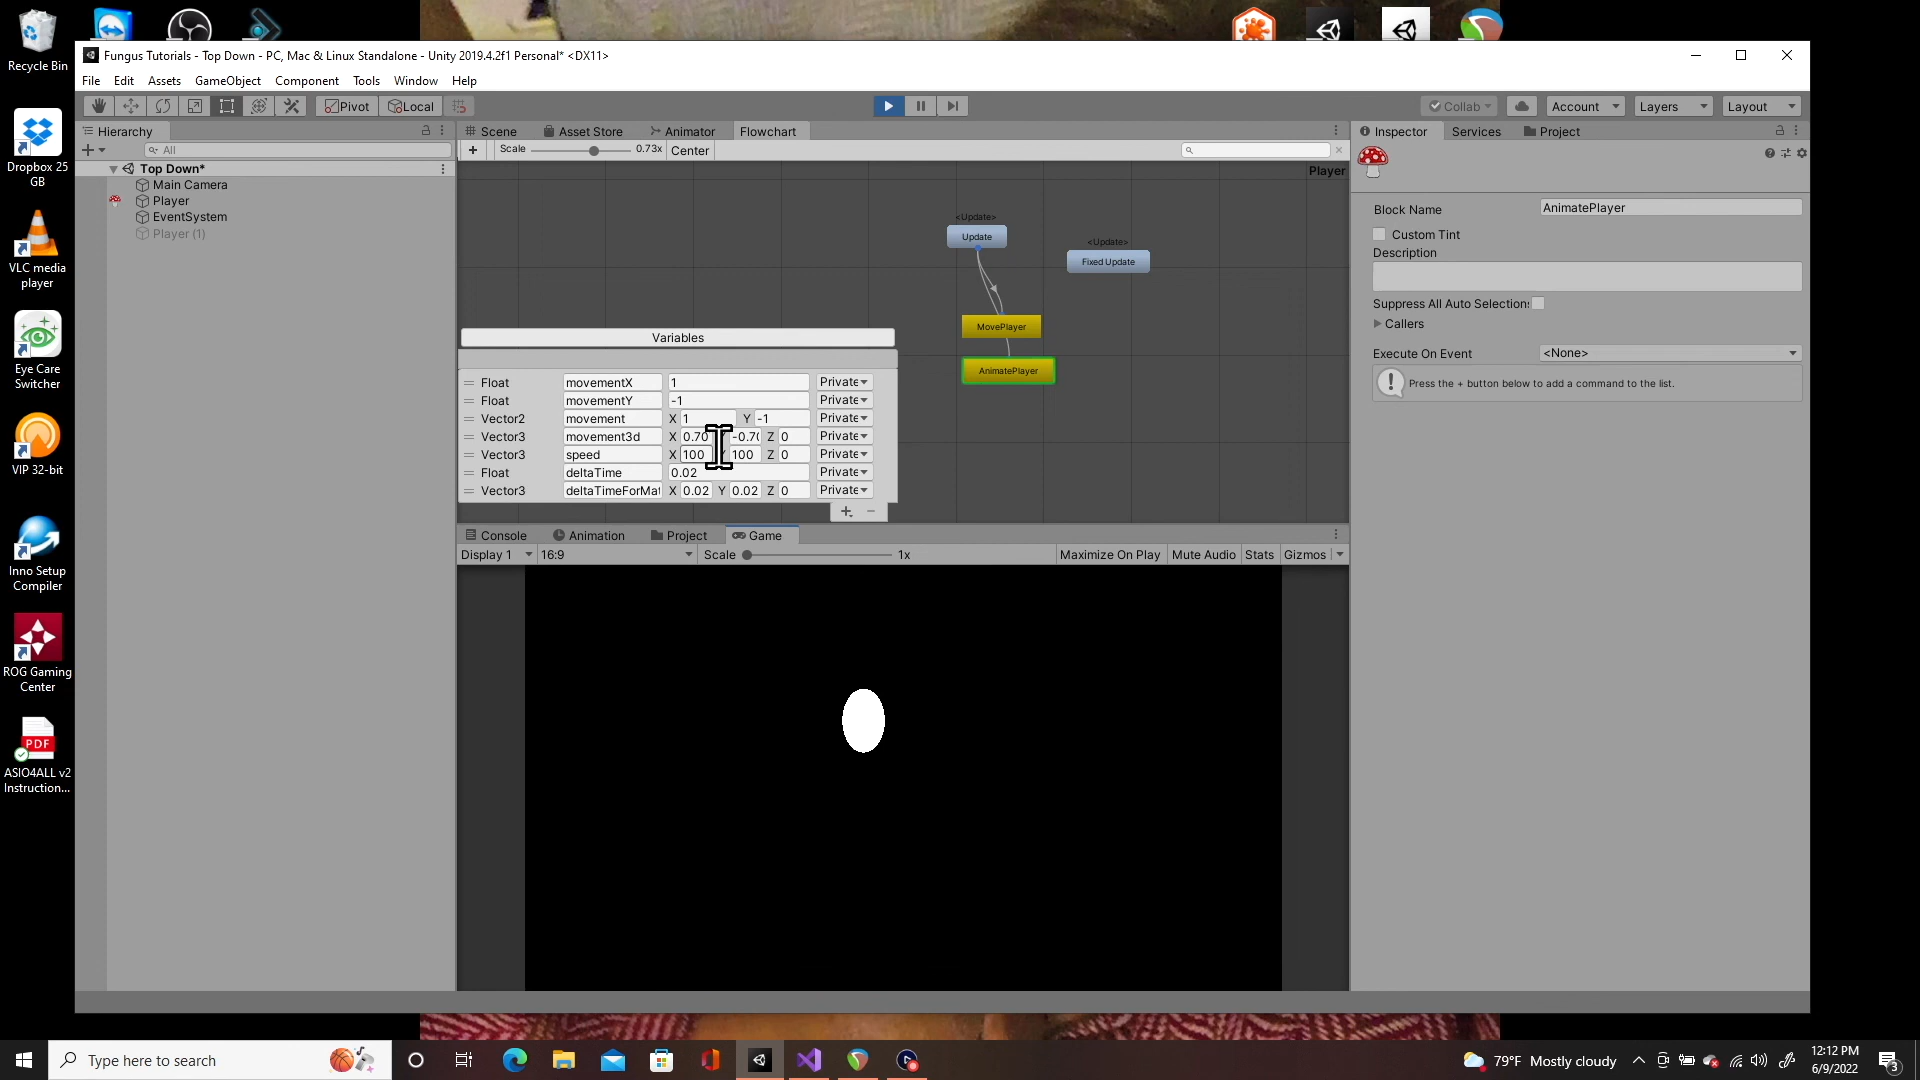 Recycle Bin
Dropbox 25
GB
VLC media
player
Eye Care
Switcher
VIP 32-bit
Inno Setup
Compiler
ROG Gaming
Center
PDF
ASIO4ALL v2
Instruction...
Fungus Tutorials - Top Down - PC, Mac & Linux Standalone - Unity 2019.4.2f1 Personal* <DX11>
File Edit Assets GameObject Component Tools Window Help
Pivot Local Collab Account Layers Layout
Hierarchy
All
Top Down*
Main Camera
Player
EventSystem
Player (1)
Scene Asset Store Animator Flowchart
Scale 0.73x Center
Player
<Update>
Update
<Update>
Fixed Update
MovePlayer
AnimatePlayer
Variables
Float movementX 1 Private
Float movementY -1 Private
Vector2 movement X 1 Y -1 Private
Vector3 movement3d X 0.70 -0.70 Z 0 Private
Vector3 speed X 100 100 Z 0 Private
Float deltaTime 0.02 Private
Vector3 deltaTimeForMat X 0.02 Y 0.02 Z 0 Private
Console Animation Project Game
Display 1 16:9 Scale 1x Maximize On Play Mute Audio Stats Gizmos
Inspector Services Project
Block Name AnimatePlayer
Custom Tint
Description
Suppress All Auto Selections
Callers
Execute On Event <None>
Press the + button below to add a command to the list.
Type here to search
79°F Mostly cloudy
12:12 PM
6/9/2022
3